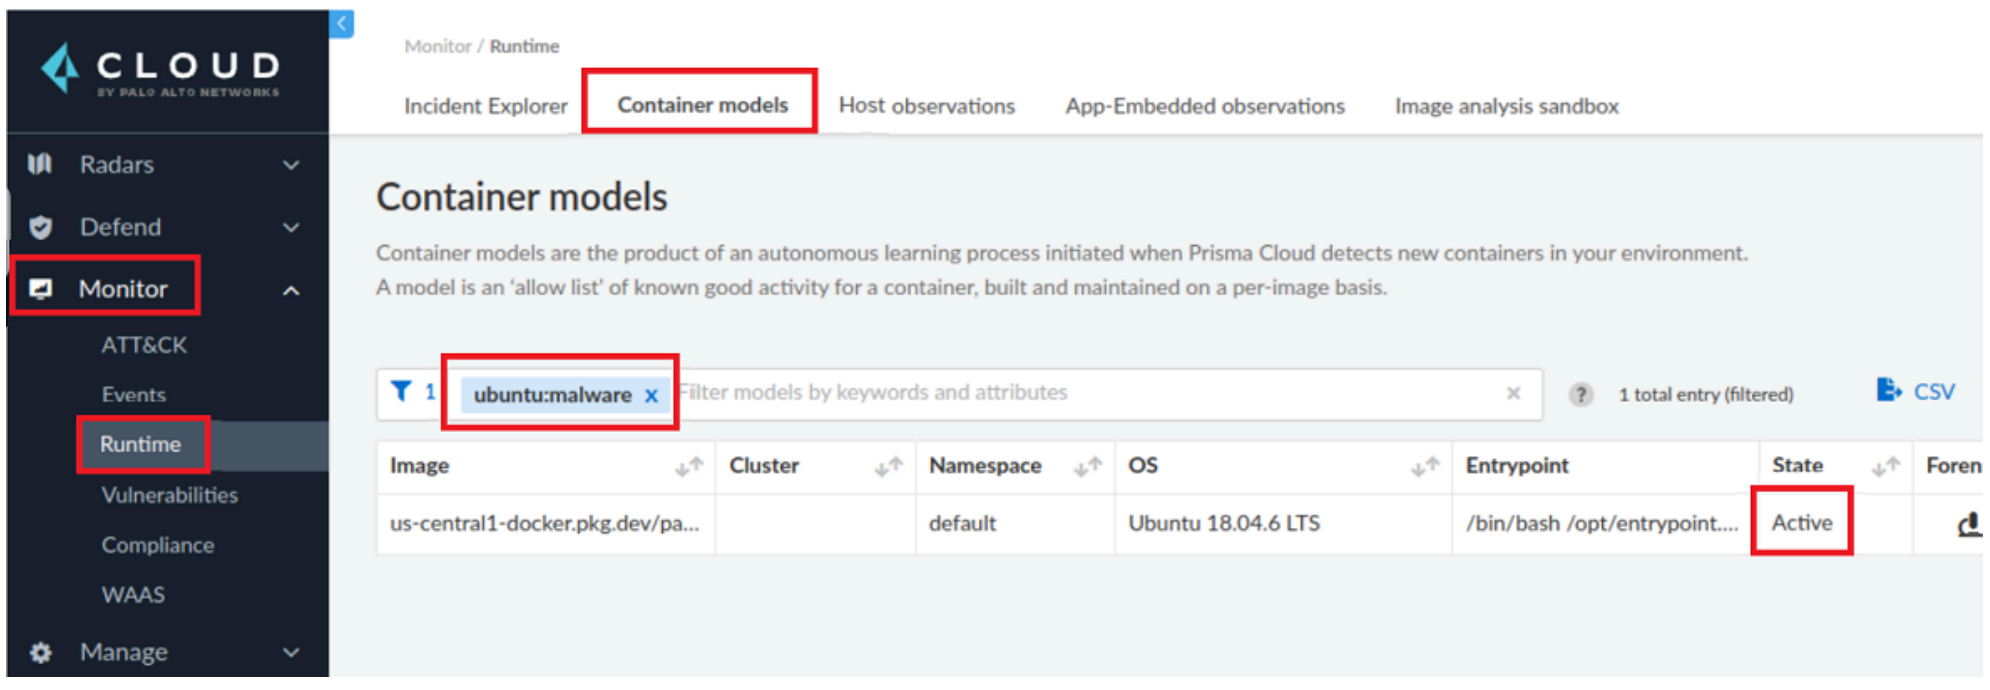 CLOUD
BY PALO ALTO NETWORKS
Radars
Defend
Monitor
ATT&CK
Events
Runtime
Vulnerabilities
Compliance
WAAS
Manage
Monitor / Runtime
Incident Explorer Container models Host observations App-Embedded observations Image analysis sandbox
Container models
Container models are the product of an autonomous learning process initiated when Prisma Cloud detects new containers in your environment.
A model is an 'allow list' of known good activity for a container, built and maintained on a per-image basis.
1 ubuntu:malware x Filter models by keywords and attributes × ? 1 total entry (filtered) CSV
Image Cluster Namespace OS Entrypoint State Foren
us-central1-docker.pkg.dev/pa... default Ubuntu 18.04.6 LTS /bin/bash /opt/entrypoint.... Active